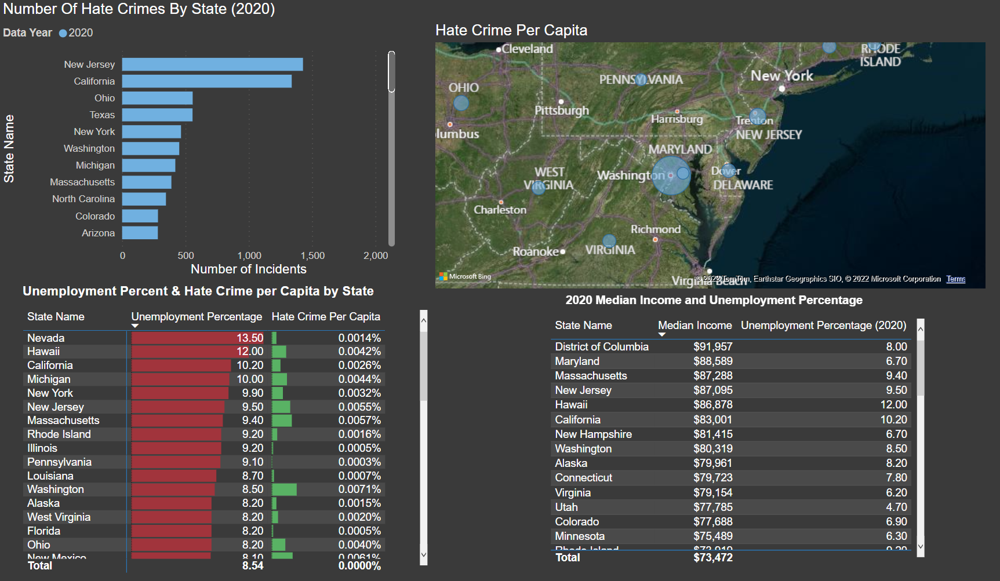 Number Of Hate Crimes By State (2020)
Data Year 2020
State Name
New Jersey
California
Ohio
Texas
New York
Washington
Michigan
Massachusetts
North Carolina
Colorado
Arizona
0 500 1,000 1,500 2,000
Number of Incidents
Hate Crime Per Capita
Cleveland
RHODE
ISLAND
New York
PENNSYLVANIA
OHIO
Pittsburgh
Harrisburg
Trenton
lumbus
NEW JERSEY
MARYLAND
WEST
VIRGINIA
Washington
Dover
DELAWARE
Charleston
Richmond
Roanoke
VIRGINIA
Microsoft Bing
Virginia Beach
© 2022 TomTom, Earthstar Geographics SIO, © 2022 Microsoft Corporation Terms
Unemployment Percent & Hate Crime per Capita by State
State Name Unemployment Percentage Hate Crime Per Capita
Nevada 13.50 0.0014%
Hawaii 12.00 0.0042%
California 10.20 0.0026%
Michigan 10.00 0.0044%
New York 9.90 0.0032%
New Jersey 9.50 0.0055%
Massachusetts 9.40 0.0057%
Rhode Island 9.20 0.0016%
Illinois 9.20 0.0005%
Pennsylvania 9.10 0.0003%
Louisiana 8.70 0.0007%
Washington 8.50 0.0071%
Alaska 8.20 0.0015%
West Virginia 8.20 0.0020%
Florida 8.20 0.0005%
Ohio 8.20 0.0040%
New Mexico 8.10 0.0061%
Total 8.54 0.0000%
2020 Median Income and Unemployment Percentage
State Name Median Income Unemployment Percentage (2020)
District of Columbia $91,957 8.00
Maryland $88,589 6.70
Massachusetts $87,288 9.40
New Jersey $87,095 9.50
Hawaii $86,878 12.00
California $83,001 10.20
New Hampshire $81,415 6.70
Washington $80,319 8.50
Alaska $79,961 8.20
Connecticut $79,723 7.80
Virginia $79,154 6.20
Utah $77,785 4.70
Colorado $77,688 6.90
Minnesota $75,489 6.30
Rhode Island 9.20
Total $73,472